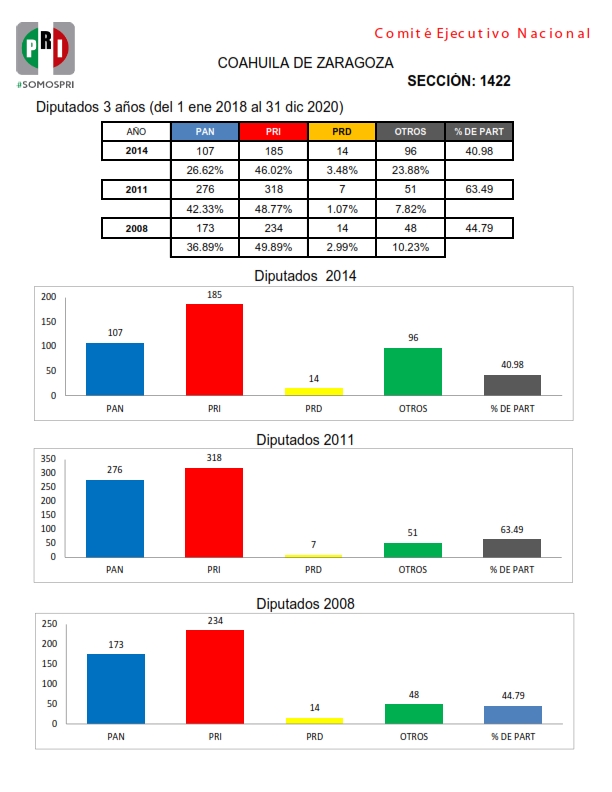 Comité Ejecutivo Nacional
PRI
#SOMOSPRI
COAHUILA DE ZARAGOZA
SECCIÓN: 1422
Diputados 3 años (del 1 ene 2018 al 31 dic 2020)
AÑO PAN PRI PRD OTROS % DE PART
2014 107 185 14 96 40.98
26.62% 46.02% 3.48% 23.88%
2011 276 318 7 51 63.49
42.33% 48.77% 1.07% 7.82%
2008 173 234 14 48 44.79
36.89% 49.89% 2.99% 10.23%
Diputados 2014
200
150
100
50
0
107 185 14 96 40.98
PAN PRI PRD OTROS % DE PART
Diputados 2011
350
300
250
200
150
100
50
0
276 318 7 51 63.49
PAN PRI PRD OTROS % DE PART
Diputados 2008
250
200
150
100
50
0
173 234 14 48 44.79
PAN PRI PRD OTROS % DE PART